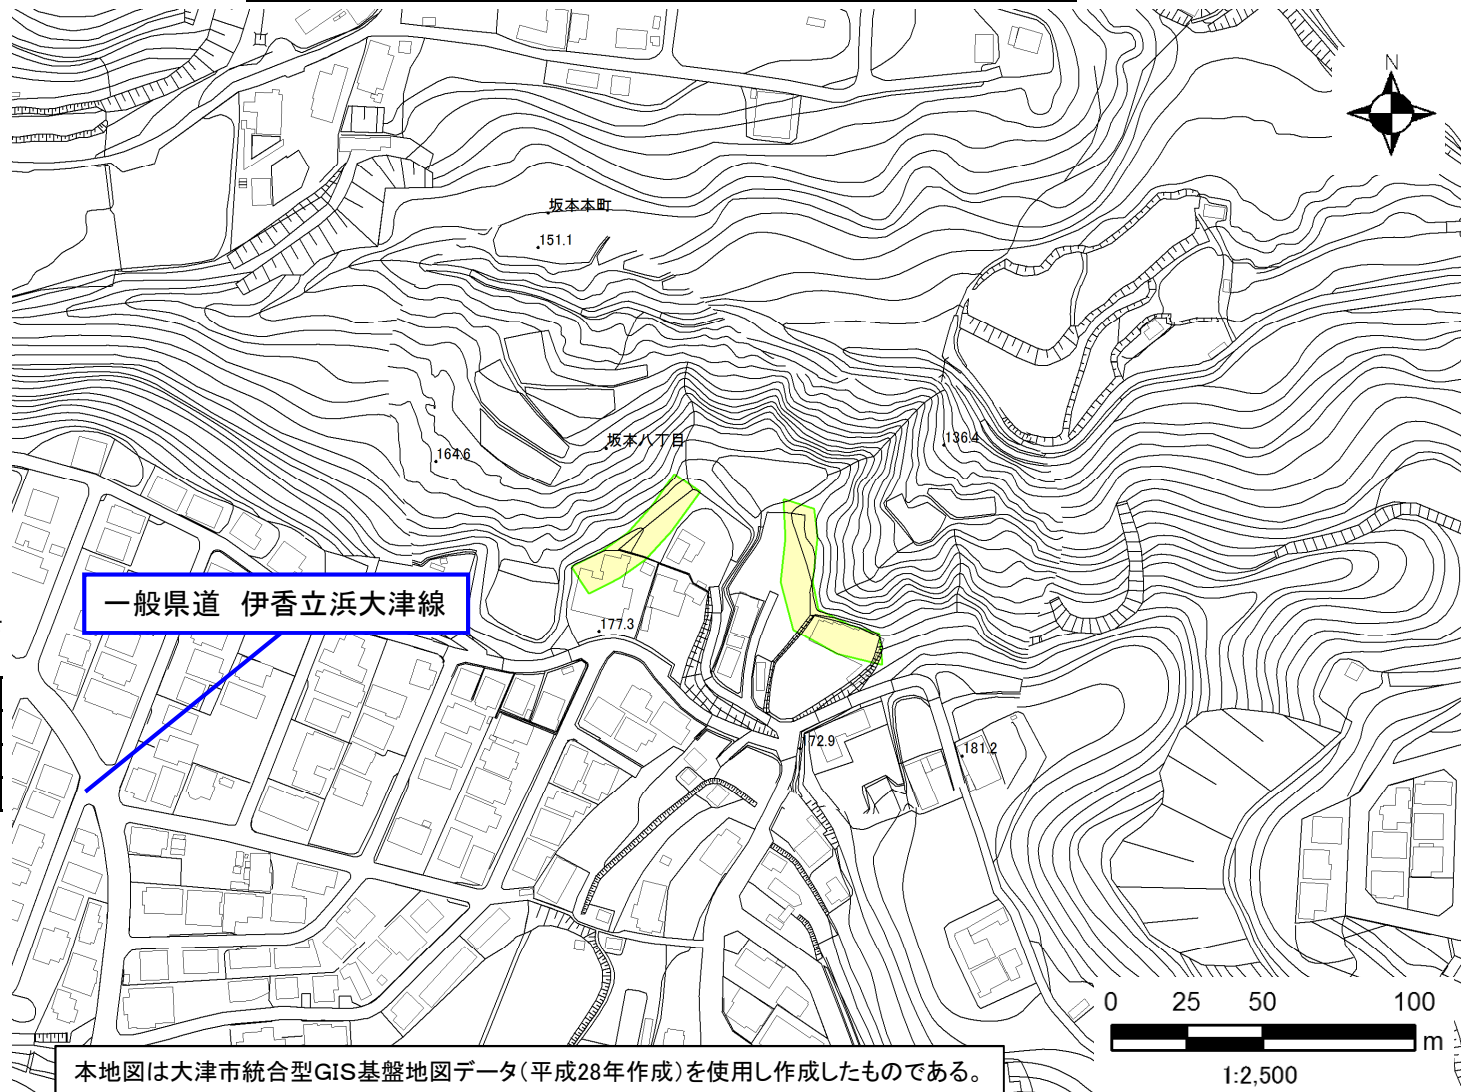 N
坂本本町
151.1
坂本八丁目
136.4
164.6
一般県道　伊香立浜大津線
177.3
172.9
181.2
0 25 50 100
m
1:2,500
本地図は大津市統合型GIS基盤地図データ(平成28年作成)を使用し作成したものである。